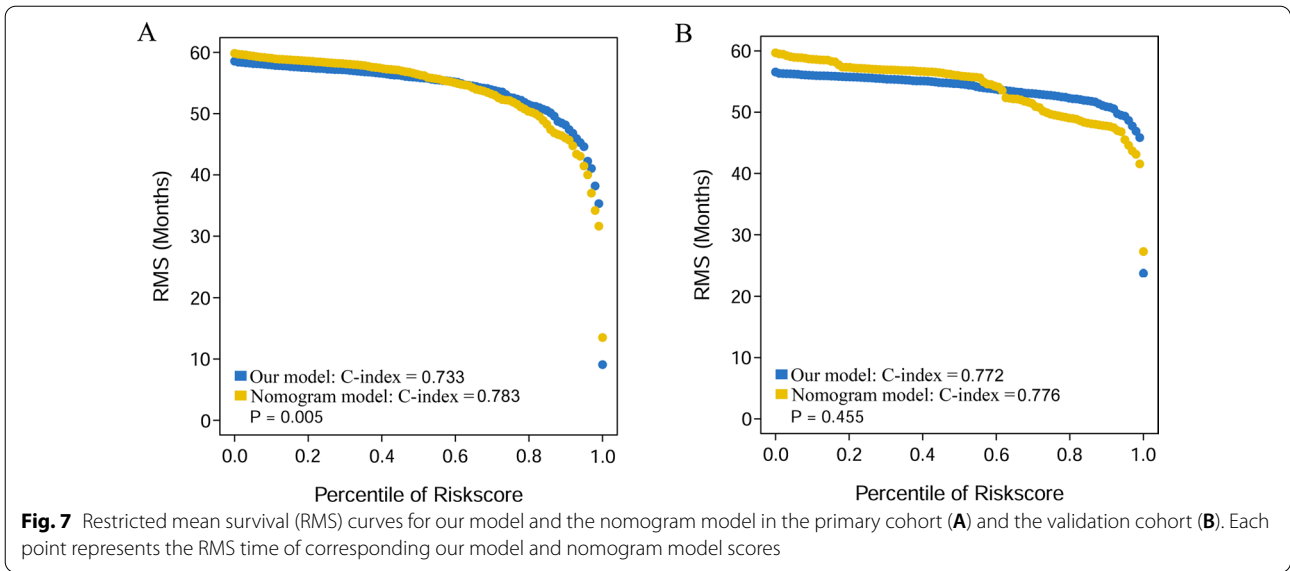 A
60
50
40
30
20
10
0
RMS (Months)
Our model: C-index = 0.733
Nomogram model: C-index = 0.783
P = 0.005
0.0 0.2 0.4 0.6 0.8 1.0
Percentile of Riskscore
B
60
50
40
30
20
10
0
RMS (Months)
Our model: C-index = 0.772
Nomogram model: C-index = 0.776
P = 0.455
0.0 0.2 0.4 0.6 0.8 1.0
Percentile of Riskscore
Fig. 7 Restricted mean survival (RMS) curves for our model and the nomogram model in the primary cohort (A) and the validation cohort (B). Each
point represents the RMS time of corresponding our model and nomogram model scores